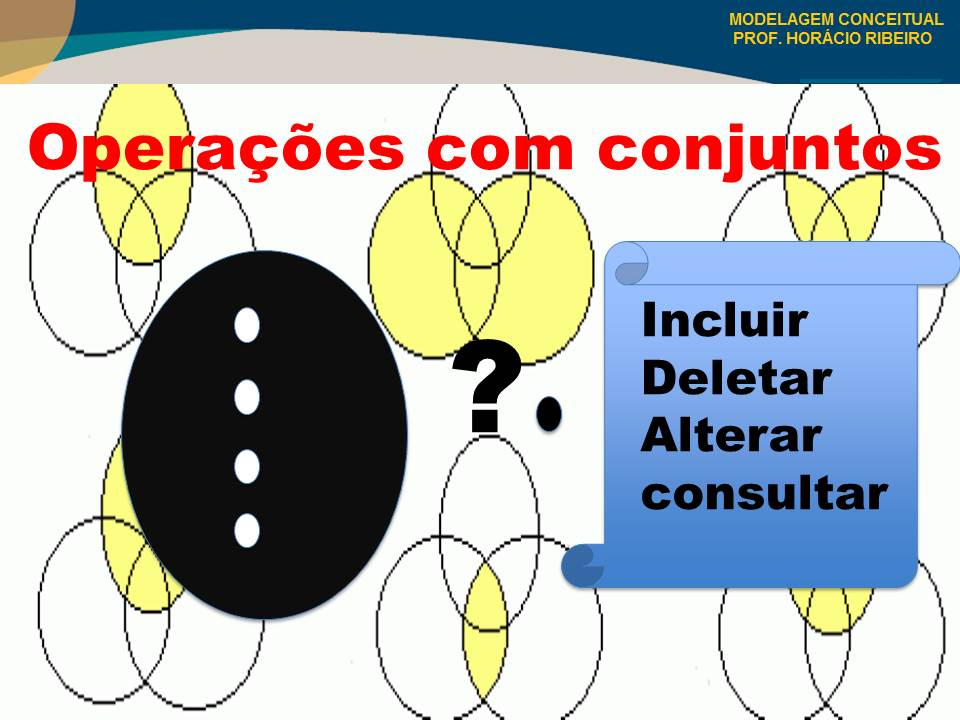 MODELAGEM CONCEITUAL
PROF. HORÁCIO RIBEIRO
Operações com conjuntos
?
Incluir
Deletar
Alterar
consultar